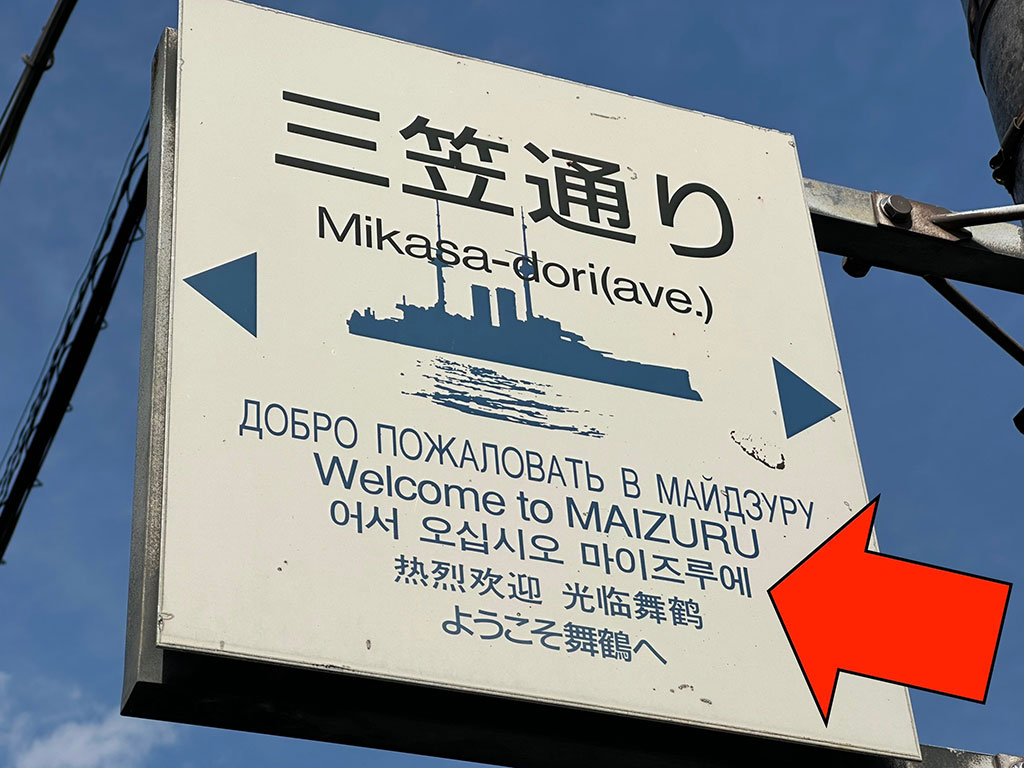 三笠通り
Mikasa-dori(ave.)
ДОБРО ПОЖАЛОВАТЬ В МАЙДЗУРУ
Welcome to MAIZURU
어서 오십시오 마이즈루에
热烈欢迎 光临舞鹤
ようこそ舞鶴へ